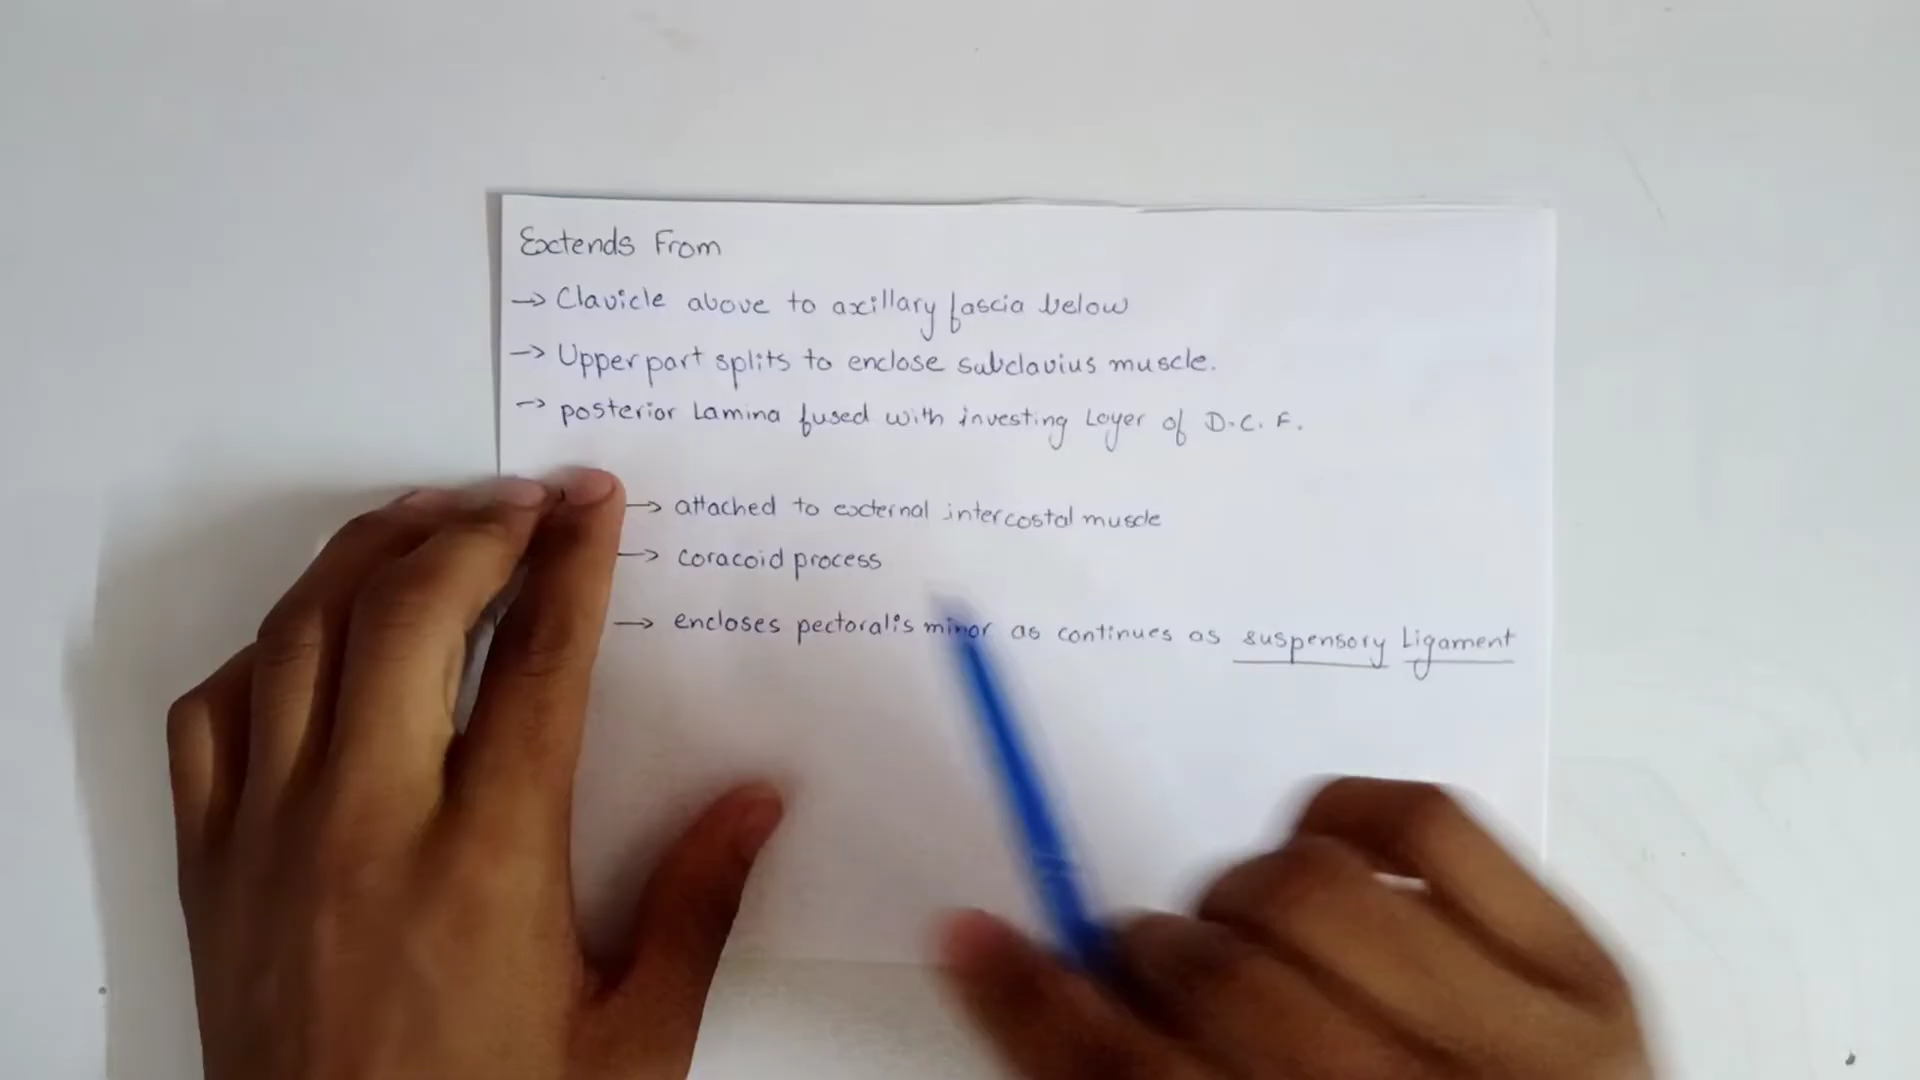 Extends From
→ Clavicle above to axillary fascia below
→ Upper part splits to enclose subclavius muscle.
→ posterior Lamina fused with investing Layer of D.C.F.
→ attached to external intercostal muscle
→ coracoid process
→ encloses pectoralis minor as continues as suspensory Ligament